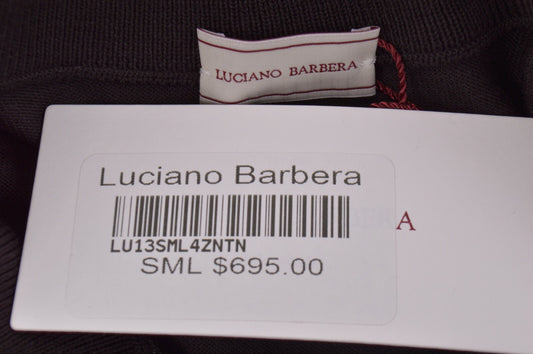 LUCIANO BARBERA
Luciano Barbera
A
LU13SML4ZNTN
SML $695.00